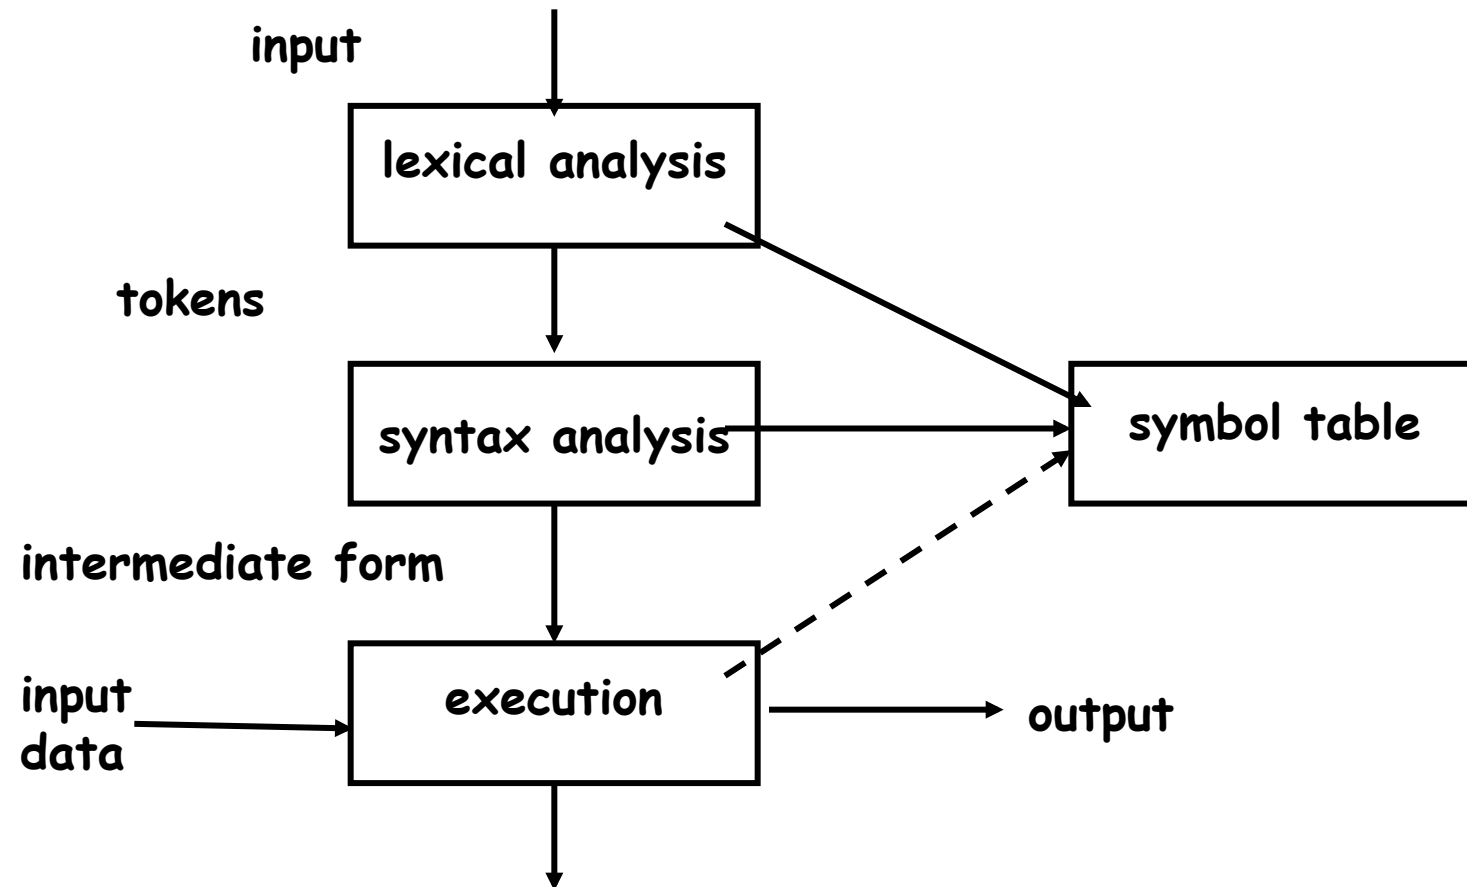 input
lexical analysis
tokens
syntax analysis
symbol table
intermediate form
execution
input
data
output